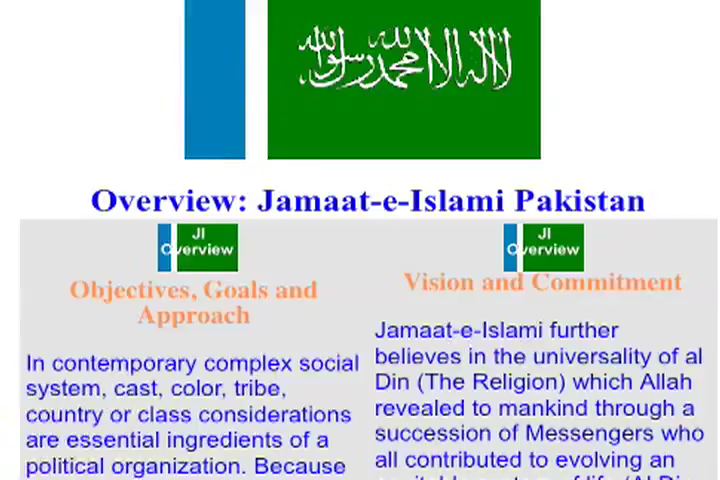 لا إله إلا الله محمد رسول الله
Overview: Jamaat-e-Islami Pakistan
JI
Overview
Objectives, Goals and
Approach
In contemporary complex social
system, cast, color, tribe,
country or class considerations
are essential ingredients of a
political organization. Because
JI
Overview
Vision and Commitment
Jamaat-e-Islami further
believes in the universality of al
Din (The Religion) which Allah
revealed to mankind through a
succession of Messengers who
all contributed to evolving an